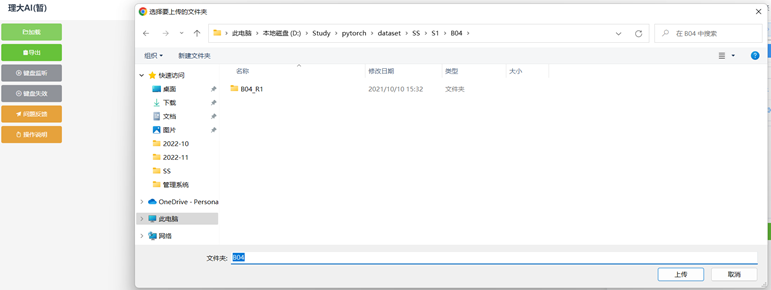 理大AI(暂)
加载
导出
键盘监听
键盘失效
问题反馈
操作说明
选择要上传的文件夹
此电脑 › 本地磁盘 (D:) › Study › pytorch › dataset › SS › S1 › B04 ›
在 B04 中搜索
组织
新建文件夹
名称 修改日期 类型 大小
快速访问
桌面
下载
文档
图片
2022-10
2022-11
SS
管理系统
OneDrive - Persona
此电脑
网络
B04_R1 2021/10/10 15:32 文件夹
文件夹: B04
上传 取消